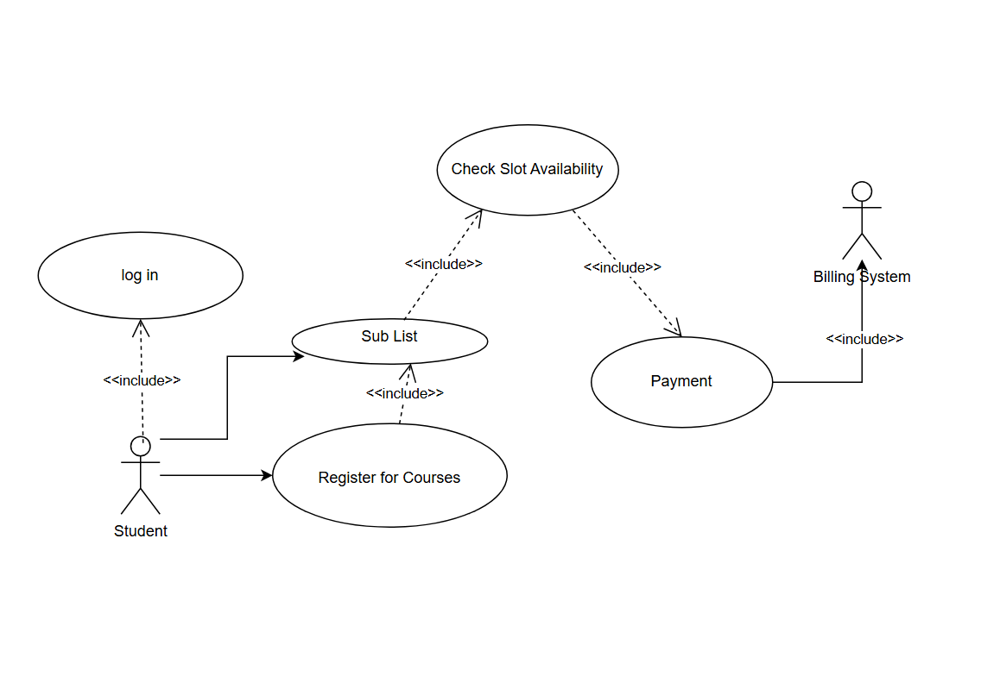 Check Slot Availability
<<include>>
<<include>>
Billing System
log in
Sub List
<<include>>
<<include>>
<<include>>
Payment
Register for Courses
Student